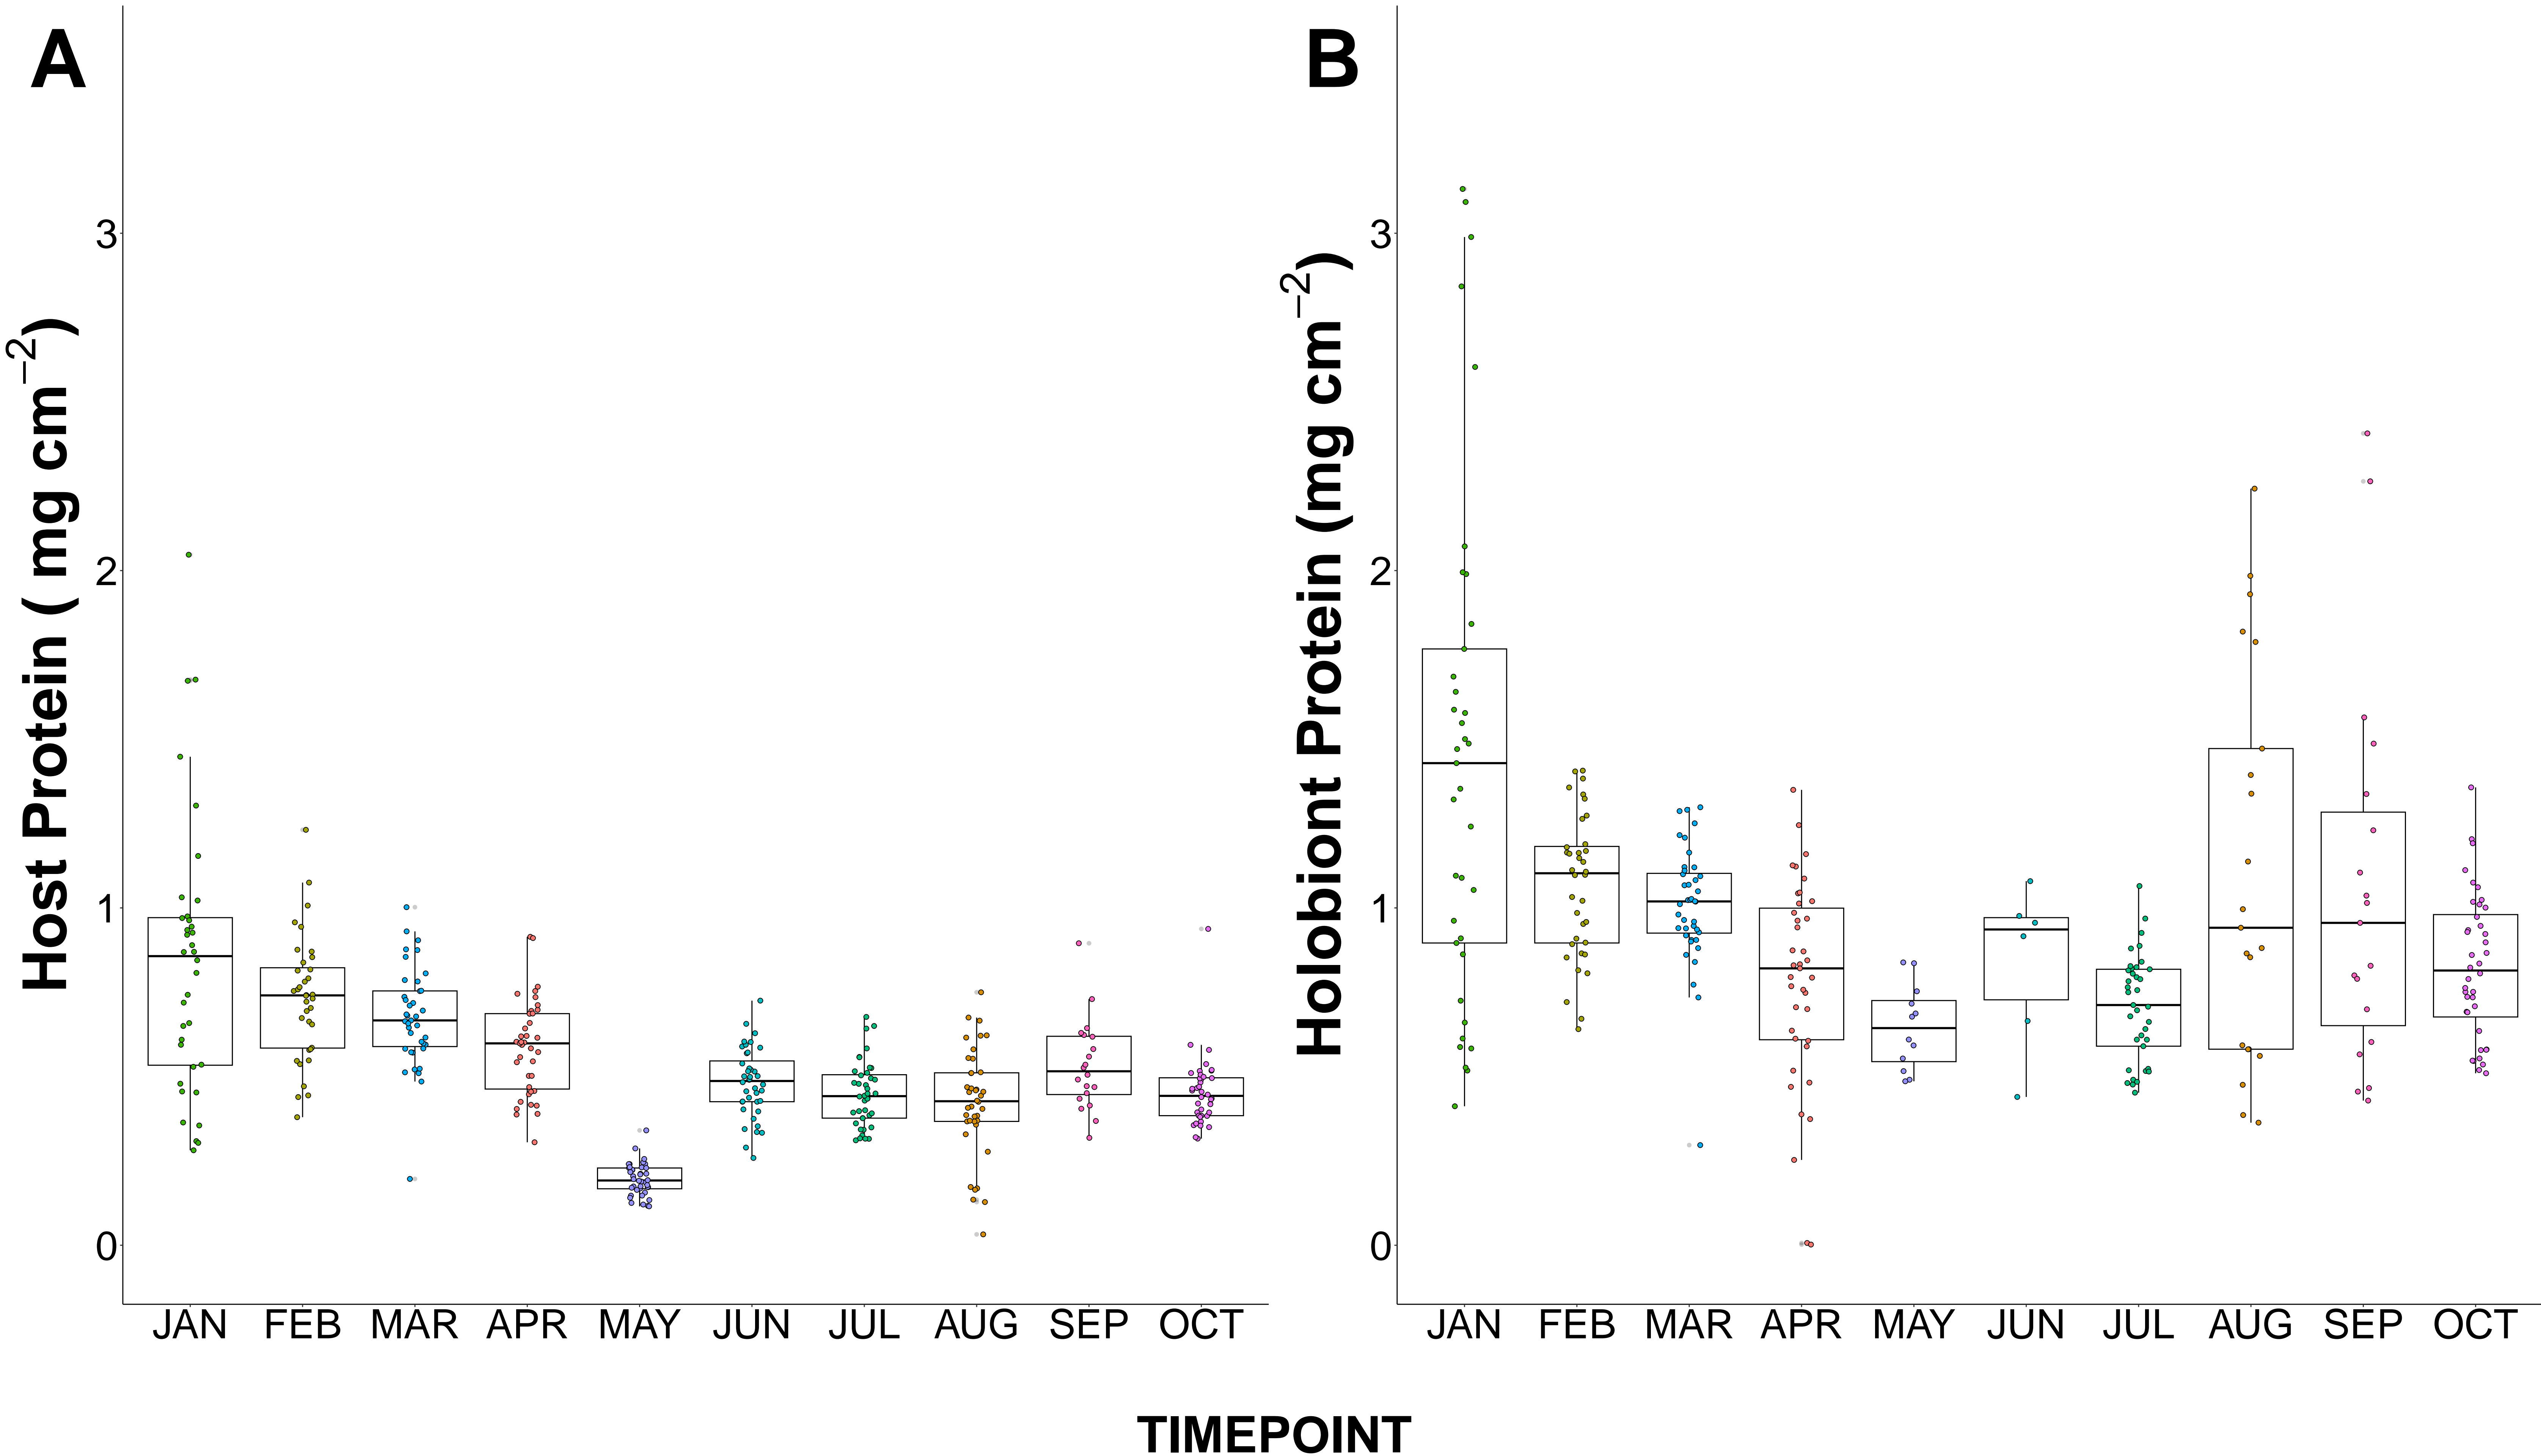 A
Host Protein ( mg cm⁻²)
3
2
1
0
JAN FEB MAR APR MAY JUN JUL AUG SEP OCT
B
Holobiont Protein (mg cm⁻²)
3
2
1
0
JAN FEB MAR APR MAY JUN JUL AUG SEP OCT
TIMEPOINT